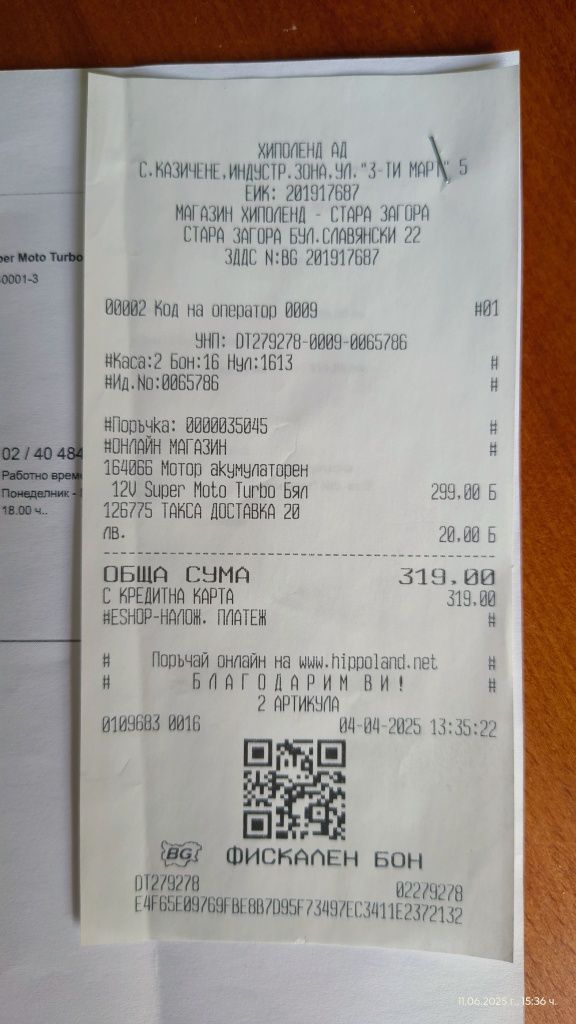 ХИПОЛЕНД АД
С.КАЗИЧЕНЕ,ИНДУСТР.ЗОНА,УЛ."3-ТИ МАРТ" 5
ЕИК: 201917687
МАГАЗИН ХИПОЛЕНД - СТАРА ЗАГОРА
СТАРА ЗАГОРА БУЛ.СЛАВЯНСКИ 22
ЗДДС N:BG 201917687
00002 Код на оператор 0009 #01
УНП: DT279278-0009-0065786
#Каса:2 Бон:16 Нул:1613 #
#Ид.No:0065786 #
#Поръчка: 0000035045 #
#ОНЛАЙН МАГАЗИН #
164066 Мотор акумулаторен
12V Super Moto Turbo Бял 299.00 Б
126775 ТАКСА ДОСТАВКА 20
ЛВ. 20.00 Б
ОБЩА СУМА 319.00
С КРЕДИТНА КАРТА 319.00
#ESHOP-НАЛОЖ. ПЛАТЕЖ #
# Поръчай онлайн на www.hippoland.net #
# Б Л А Г О Д А Р И М В И ! #
2 АРТИКУЛА
0109683 0016 04-04-2025 13:35:22
BG ФИСКАЛЕН БОН
DT279278 02279278
E4F65E09769FBE8B7D95F73497EC3411E2372132
per Moto Turbo
0001-3
02 / 40 484
Работно врем
Понеделник -
18.00 ч..
11.06.2025 г., 15:36 ч.